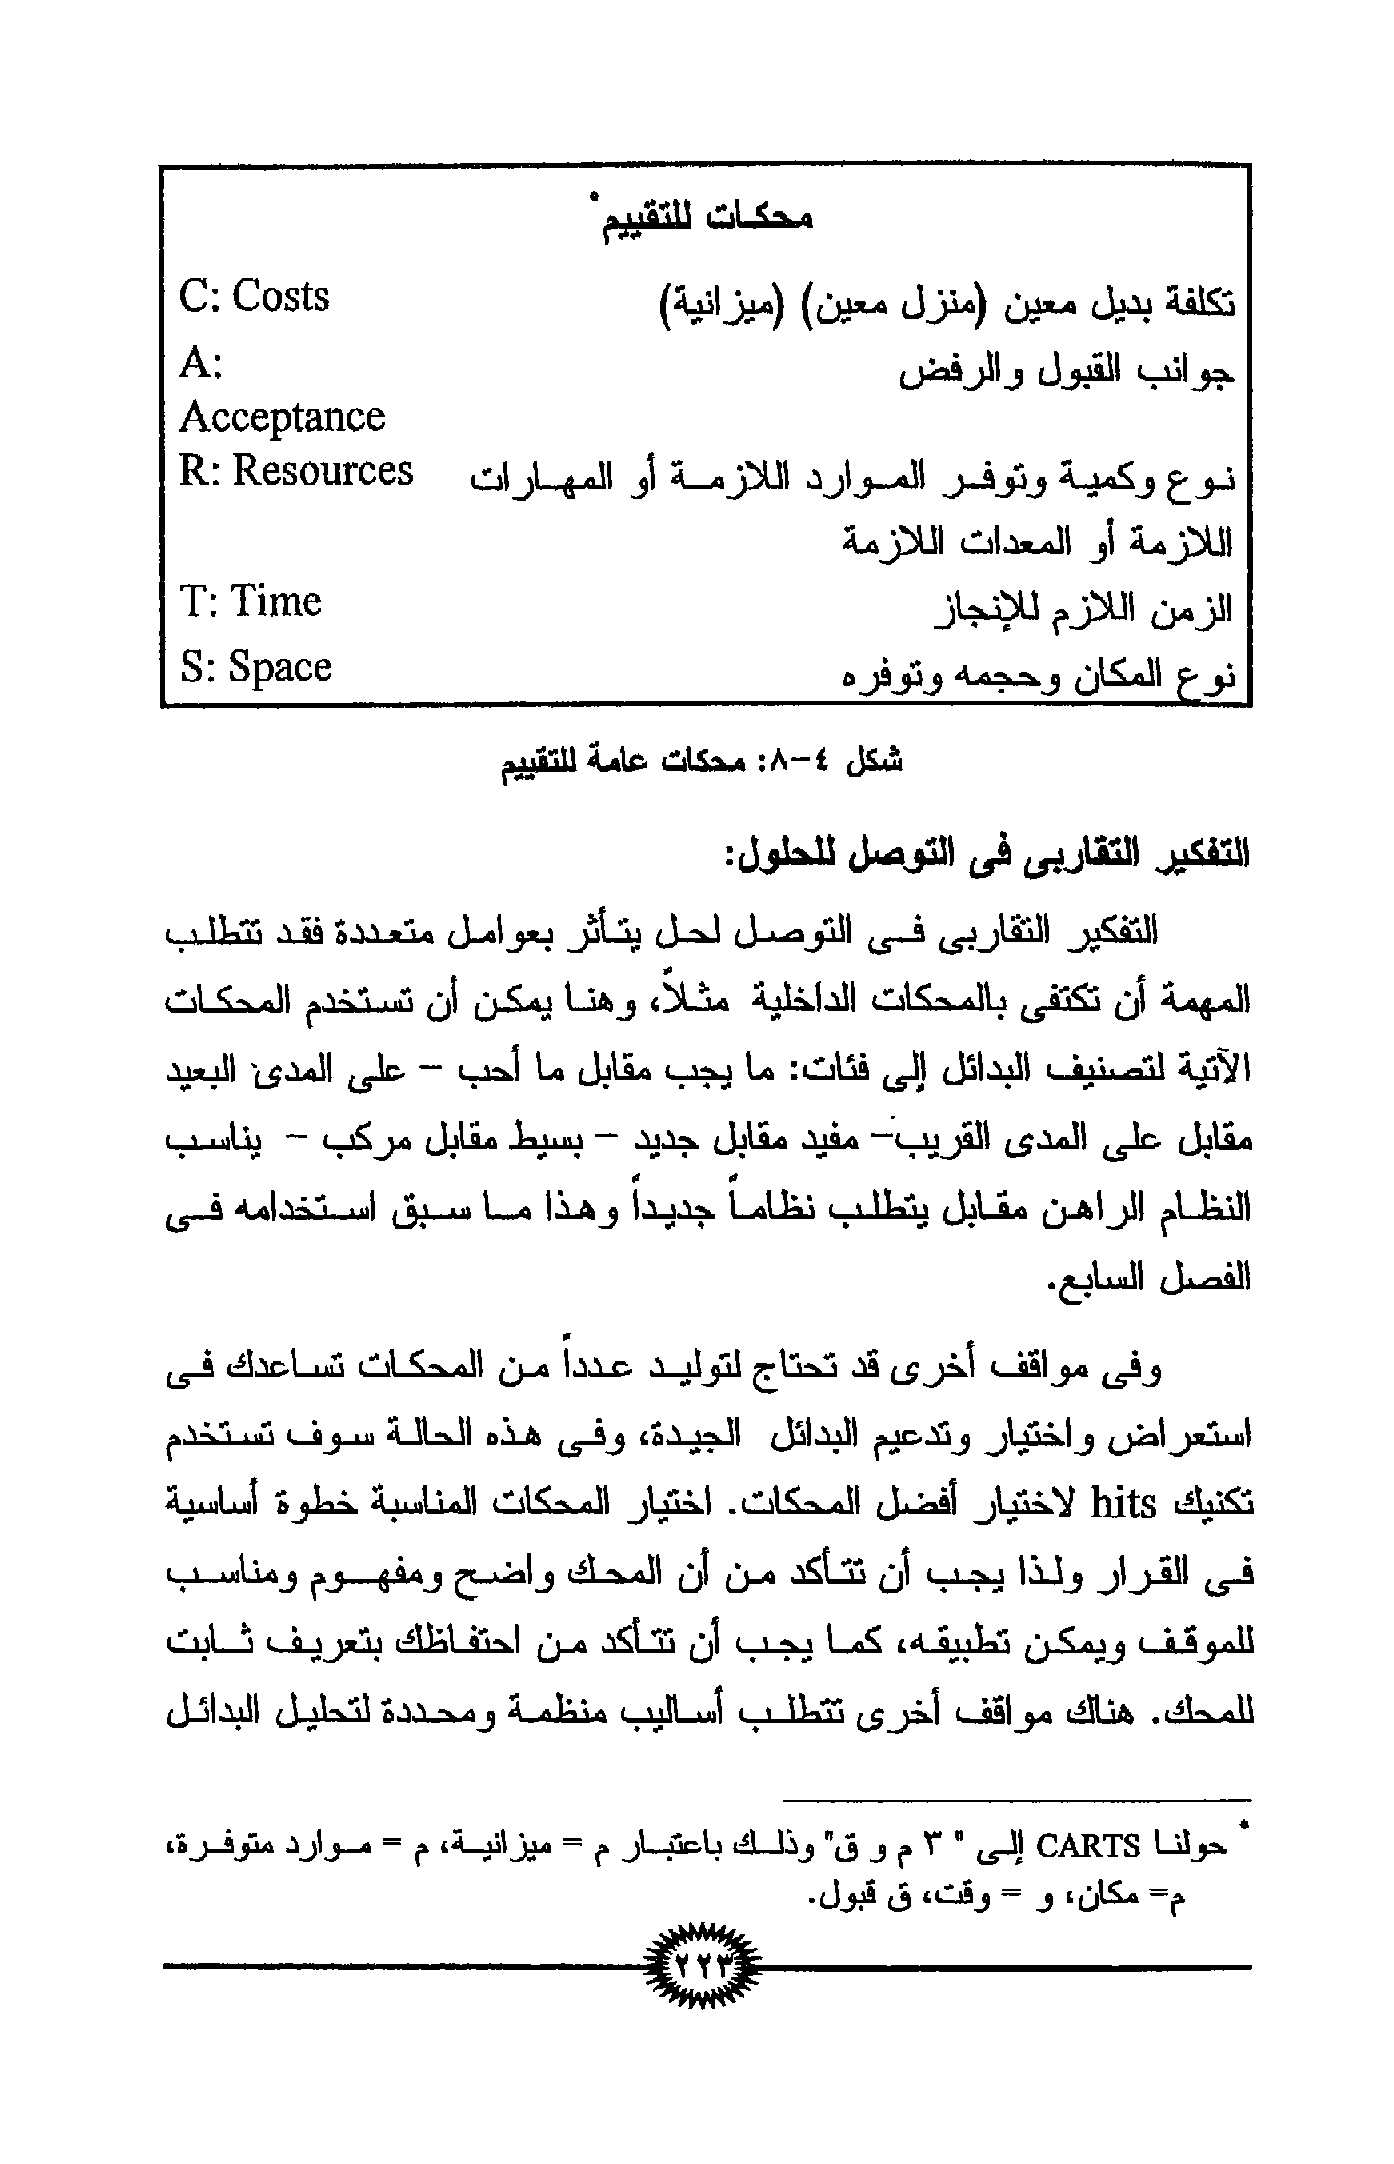 محكات للتقييم*
تكلفة بديل معين (منزل معين) (ميزانية) C: Costs
جوانب القبول والرفض A:
Acceptance
نوع وكمية وتوفر الموارد اللازمة أو المهارات R: Resources
اللازمة أو المعدات اللازمة
الزمن اللازم للإنجاز T: Time
نوع المكان وحجمه وتوفره S: Space
شكل ٤-٨: محكات عامة للتقييم
التفكير التقاربى فى التوصل للحلول:
التفكير التقاربى فى التوصل لحل يتأثر بعوامل متعددة فقد تتطلب
المهمة أن تكتفى بالمحكات الداخلية مثلاً، وهنا يمكن أن تستخدم المحكات
الآتية لتصنيف البدائل إلى فئات: ما يجب مقابل ما أحب - على المدى البعيد
مقابل على المدى القريب- مفيد مقابل جديد - بسيط مقابل مركب - يناسب
النظام الراهن مقابل يتطلب نظاماً جديداً وهذا ما سبق استخدامه فى
الفصل السابع.
وفى مواقف أخرى قد تحتاج لتوليد عدداً من المحكات تساعدك فى
استعراض واختيار وتدعيم البدائل الجيدة، وفى هذه الحالة سوف تستخدم
تكنيك hits لاختيار أفضل المحكات. اختيار المحكات المناسبة خطوة أساسية
فى القرار ولذا يجب أن تتأكد من أن المحك واضح ومفهوم ومناسب
للموقف ويمكن تطبيقه، كما يجب أن تتأكد من احتفاظك بتعريف ثابت
للمحك. هناك مواقف أخرى تتطلب أساليب منظمة ومحددة لتحليل البدائل
* حولنا CARTS إلى " ٣ م و ق" وذلك باعتبار م = ميزانية، م = موارد متوفرة،
م= مكان، و = وقت، ق قبول.
٢٢٣